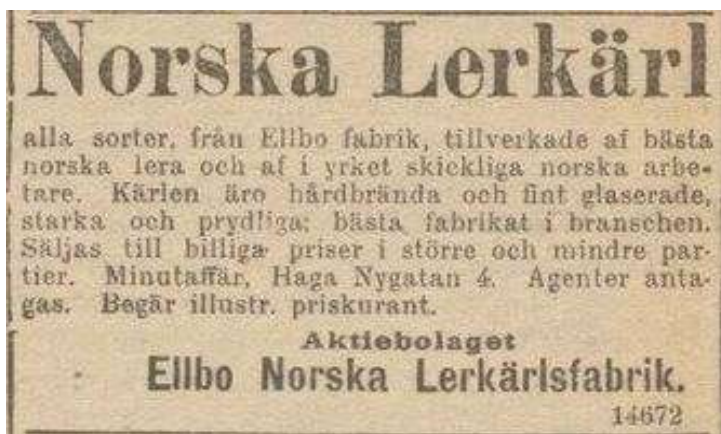 Norska Lerkärl
alla sorter, från Ellbo fabrik, tillverkade af bästa
norska lera och af i yrket skickliga norska arbe-
tare. Kärlen äro hårdbrända och fint glaserade,
starka och prydliga; bästa fabrikat i branschen.
Säljas till billiga priser i större och mindre par-
tier. Minutaffär, Haga Nygatan 4. Agenter anta-
gas. Begär illustr. priskurant.
Aktiebolaget
Ellbo Norska Lerkärlsfabrik.
14672